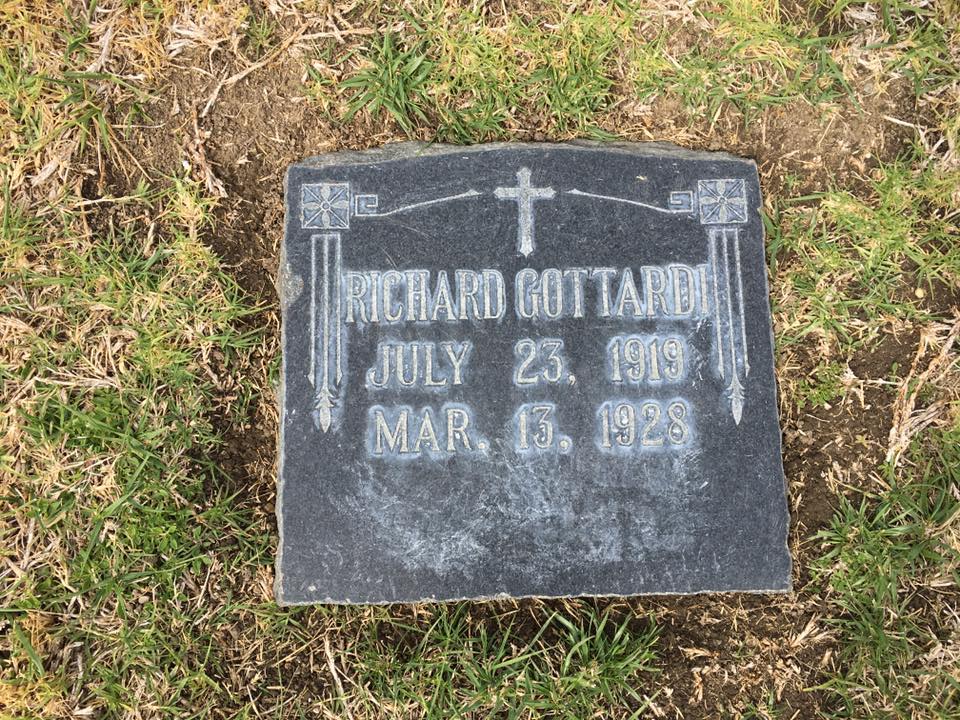 RICHARD GOTTARDI
JULY 23, 1919
MAR. 13, 1928